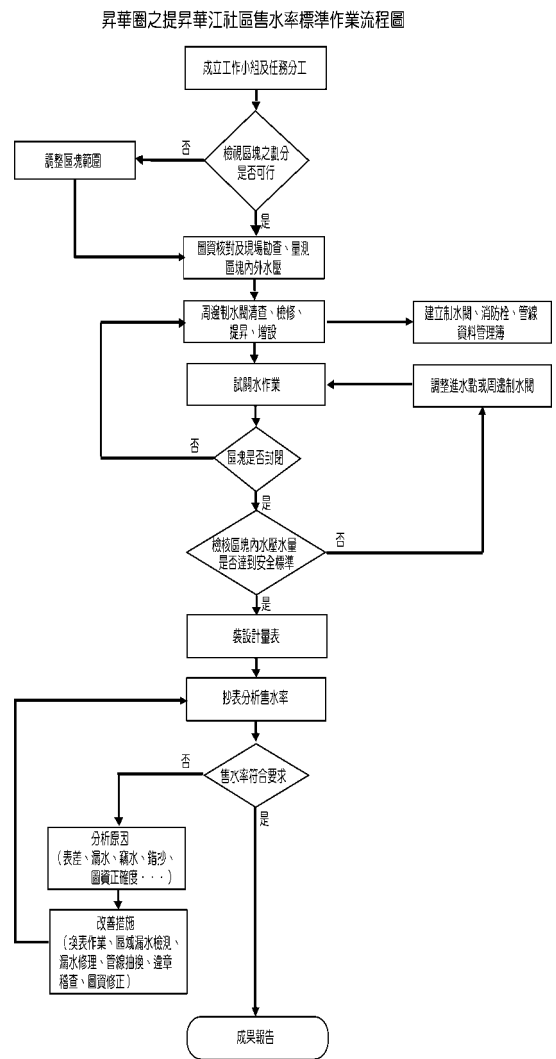 昇華圈之提昇華江社區售水率標準作業流程圖
成立工作小組及任務分工
檢視區塊之劃分
是否可行
否
調整區塊範圍
是
圖資核對及現場勘查、量測
區塊內外水壓
周邊制水閥清查、檢修、
提昇、增設
建立制水閥、消防栓、管線
資料管理簿
試關水作業
調整進水點或周邊制水閥
否
區塊是否封閉
是
檢核區塊內水壓水量
是否達到安全標準
否
是
裝設計量表
抄表分析售水率
否
售水率符合要求
是
分析原因
（表差、漏水、竊水、錯抄、
圖資正確度···）
改善措施
（換表作業、區域漏水檢測、
漏水修理、管線抽換、違章
稽查、圖資修正）
成果報告